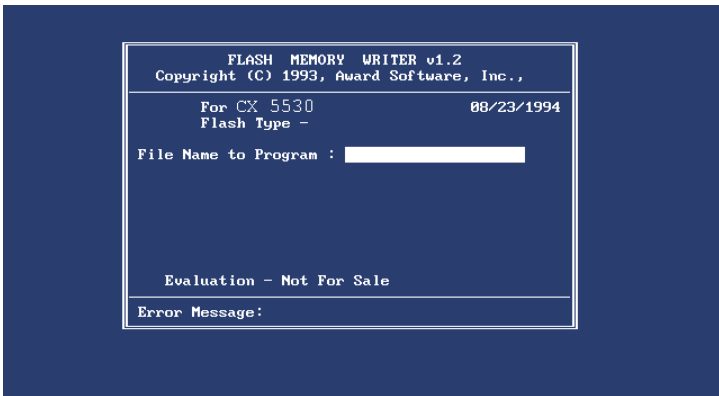 FLASH MEMORY WRITER v1.2
Copyright (C) 1993, Award Software, Inc.,
For CX 5530 08/23/1994
Flash Type -
File Name to Program :
Evaluation - Not For Sale
Error Message: